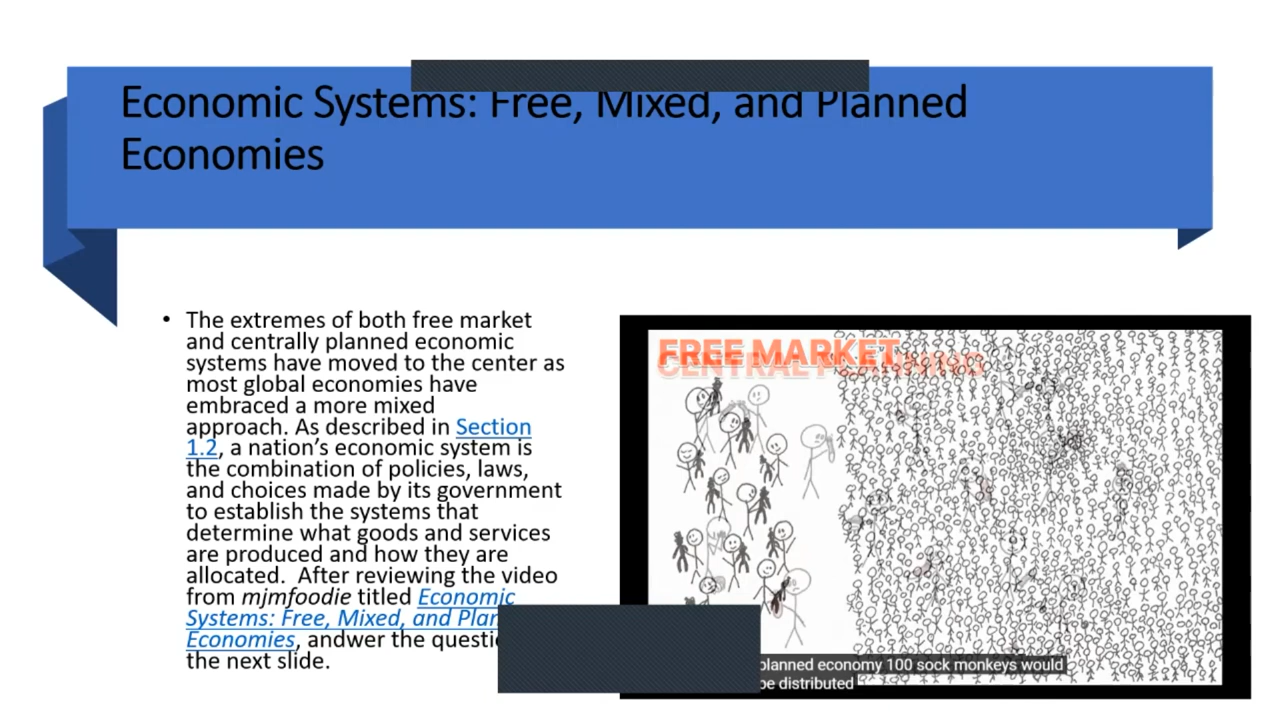 Economic Systems: Free, Mixed, and Planned
Economies
• The extremes of both free market
and centrally planned economic
systems have moved to the center as
most global economies have
embraced a more mixed
approach. As described in Section
1.2, a nation’s economic system is
the combination of policies, laws,
and choices made by its government
to establish the systems that
determine what goods and services
are produced and how they are
allocated. After reviewing the video
from mjmfoodie titled Economic
Systems: Free, Mixed, and
Economies, andwer the
the next slide.
FREE MARKET
CENTRAL PLANNING
planned economy 100 sock monkeys would
be distributed